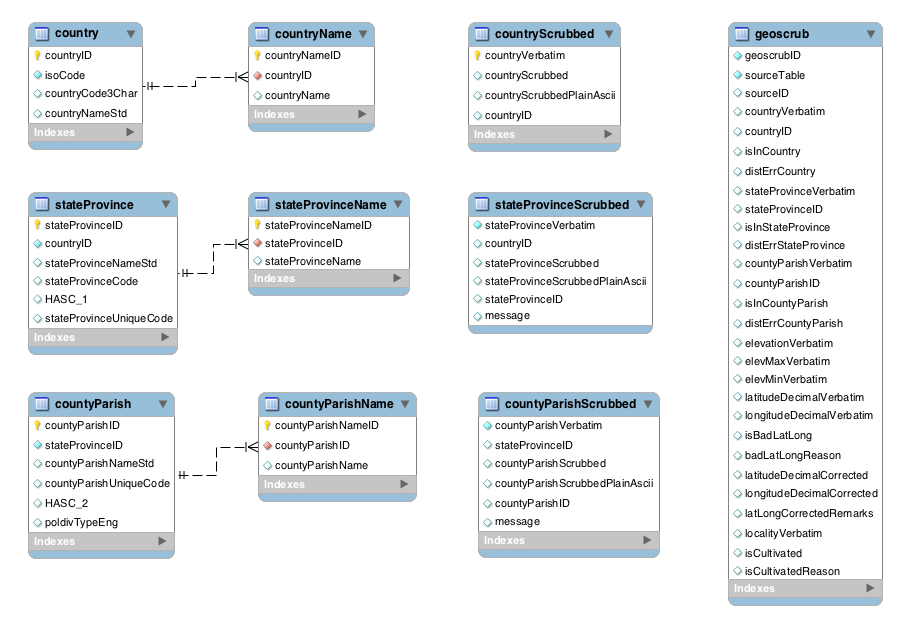 country
countryID
isoCode
countryCode3Char
countryNameStd
Indexes
countryName
countryNameID
countryID
countryName
Indexes
countryScrubbed
countryVerbatim
countryScrubbed
countryScrubbedPlainAscii
countryID
Indexes
geoscrub
geoscrubID
sourceTable
sourceID
countryVerbatim
countryID
isInCountry
distErrCountry
stateProvinceVerbatim
stateProvinceID
isInStateProvince
distErrStateProvince
countyParishVerbatim
countyParishID
isInCountyParish
distErrCountyParish
elevationVerbatim
elevMaxVerbatim
elevMinVerbatim
latitudeDecimalVerbatim
longitudeDecimalVerbatim
isBadLatLong
badLatLongReason
latitudeDecimalCorrected
longitudeDecimalCorrected
latLongCorrectedRemarks
localityVerbatim
isCultivated
isCultivatedReason
Indexes
stateProvince
stateProvinceID
countryID
stateProvinceNameStd
stateProvinceCode
HASC_1
stateProvinceUniqueCode
Indexes
stateProvinceName
stateProvinceNameID
stateProvinceID
stateProvinceName
Indexes
stateProvinceScrubbed
stateProvinceVerbatim
countryID
stateProvinceScrubbed
stateProvinceScrubbedPlainAscii
stateProvinceID
message
countyParish
countyParishID
stateProvinceID
countyParishNameStd
countyParishUniqueCode
HASC_2
poldivTypeEng
Indexes
countyParishName
countyParishNameID
countyParishID
countyParishName
Indexes
countyParishScrubbed
countyParishVerbatim
stateProvinceID
countyParishScrubbed
countyParishScrubbedPlainAscii
countyParishID
message
Indexes